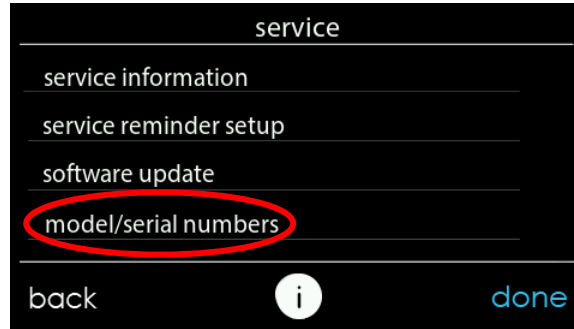 service
service information
service reminder setup
software update
model/serial numbers
back i done